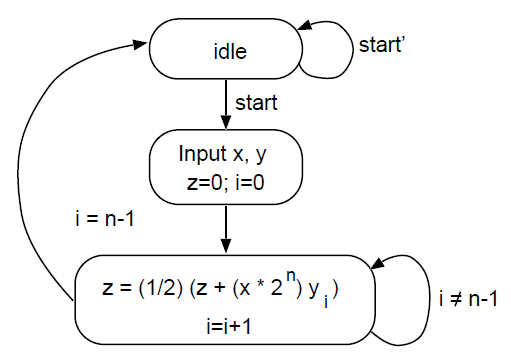 idle
start’
start
Input x, y
z=0; i=0
i = n-1
z = (1/2) (z + (x * 2^n) y_i )
i=i+1
i ≠ n-1